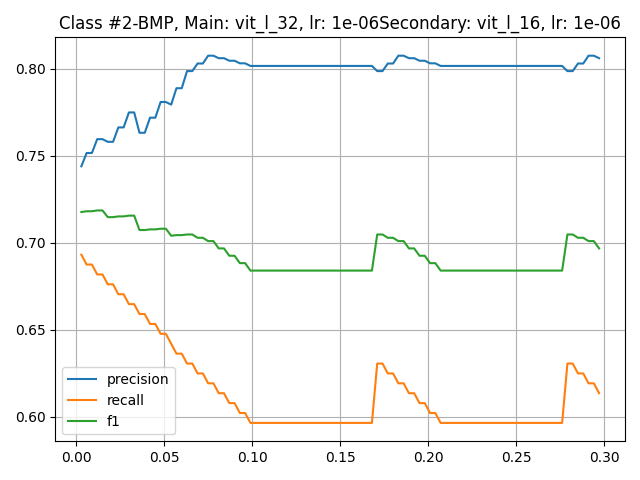 Class #2-BMP, Main: vit_l_32, lr: 1e-06Secondary: vit_l_16, lr: 1e-06
0.80
0.75
0.70
0.65
0.60
precision
recall
f1
0.00 0.05 0.10 0.15 0.20 0.25 0.30